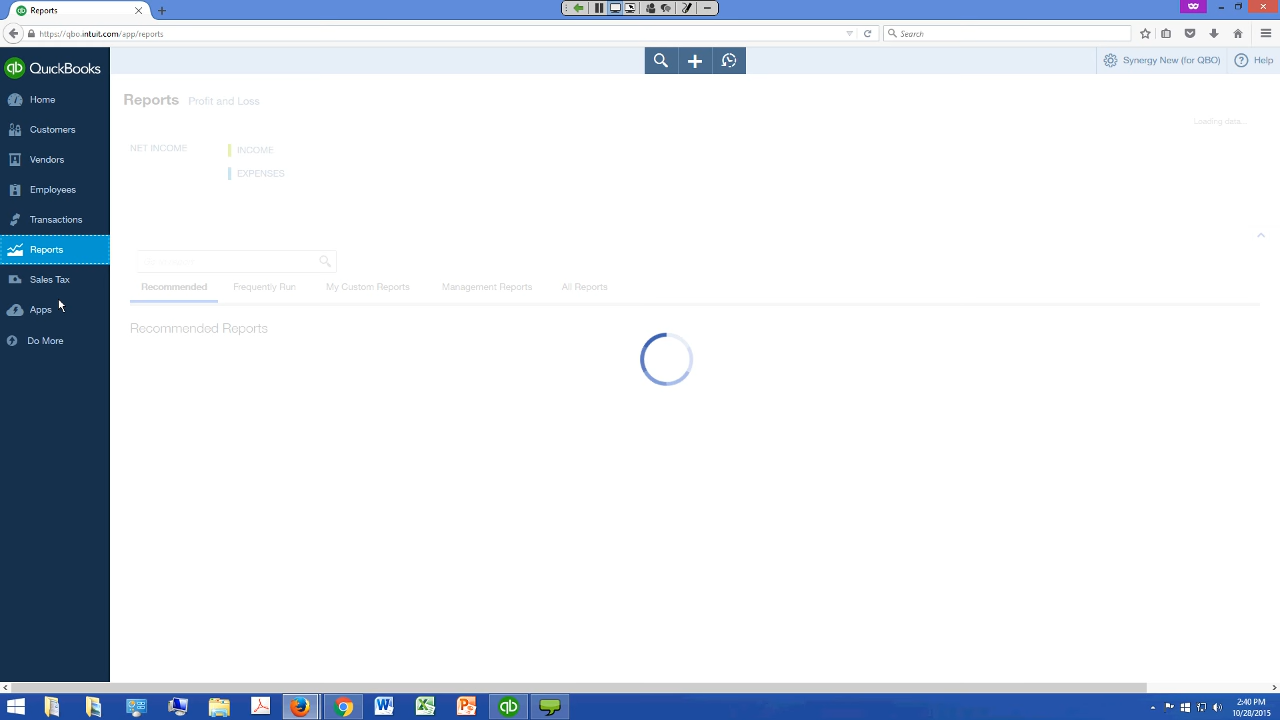 Reports
https://qbo.intuit.com/app/reports
Search
QuickBooks
Synergy New (for QBO)
Help
Home
Customers
Vendors
Employees
Transactions
Reports
Sales Tax
Apps
Do More
Reports Profit and Loss
Loading data...
NET INCOME
INCOME
EXPENSES
Recommended
Frequently Run
My Custom Reports
Management Reports
All Reports
Recommended Reports
2:40 PM
10/28/2015